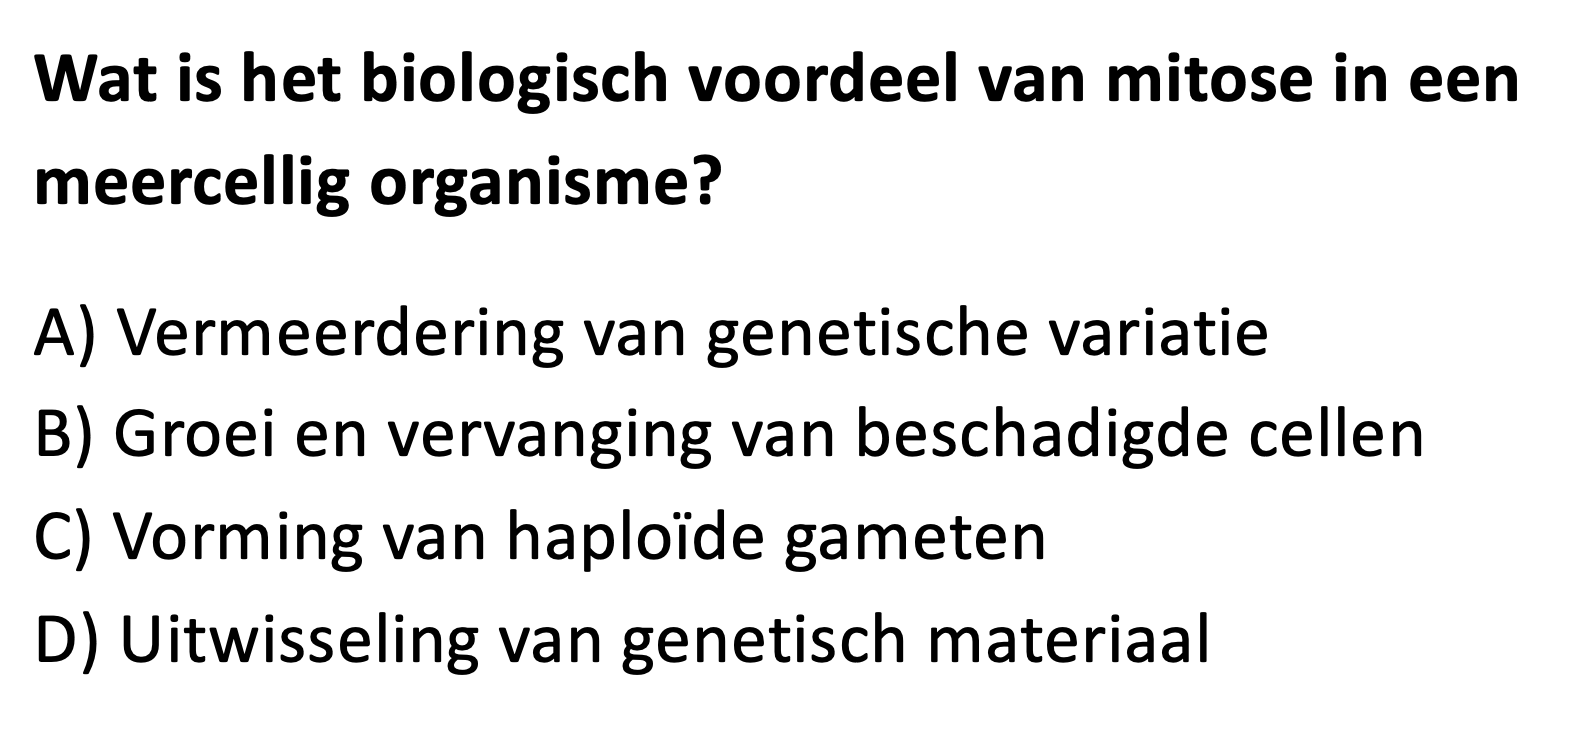 Wat is het biologisch voordeel van mitose in een
meercellig organisme?
A) Vermeerdering van genetische variatie
B) Groei en vervanging van beschadigde cellen
C) Vorming van haploïde gameten
D) Uitwisseling van genetisch materiaal